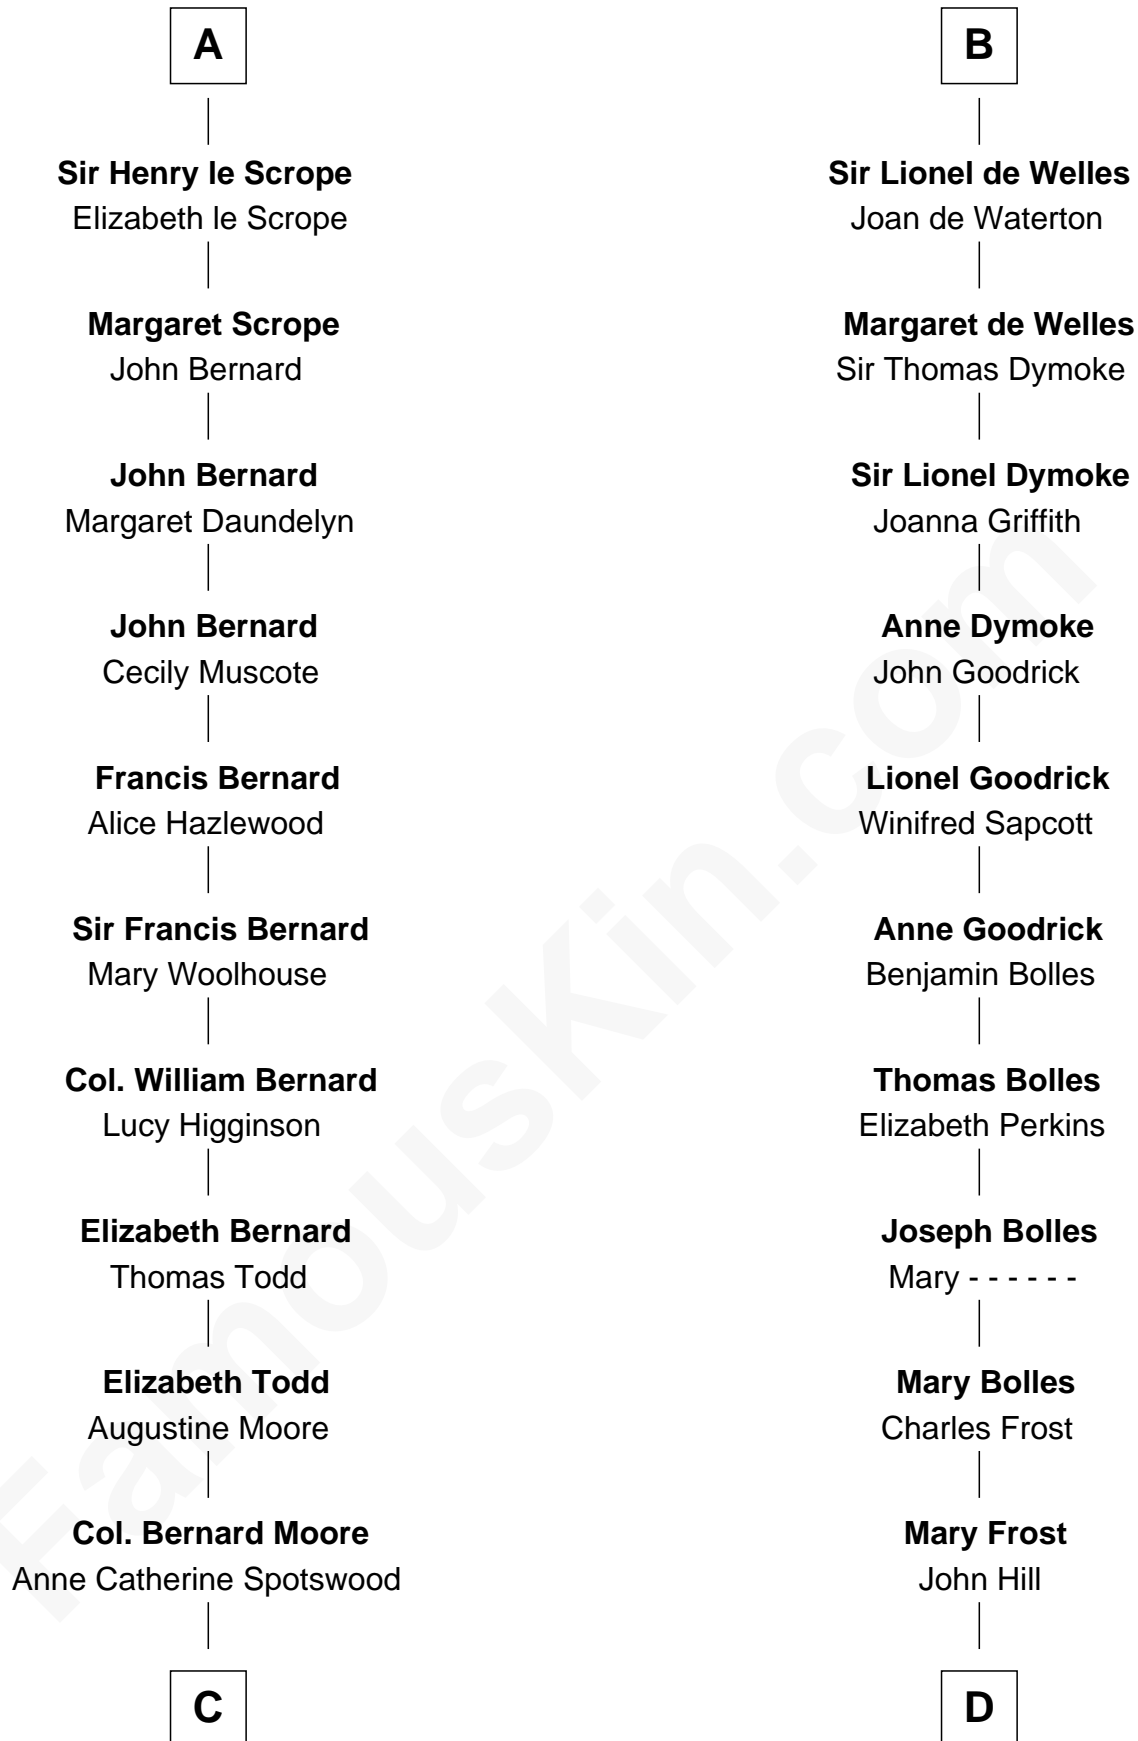 A
Sir Henry le Scrope
Elizabeth le Scrope
Margaret Scrope
John Bernard
John Bernard
Margaret Daundelyn
John Bernard
Cecily Muscote
Francis Bernard
Alice Hazlewood
Sir Francis Bernard
Mary Woolhouse
Col. William Bernard
Lucy Higginson
Elizabeth Bernard
Thomas Todd
Elizabeth Todd
Augustine Moore
Col. Bernard Moore
Anne Catherine Spotswood
C
B
Sir Lionel de Welles
Joan de Waterton
Margaret de Welles
Sir Thomas Dymoke
Sir Lionel Dymoke
Joanna Griffith
Anne Dymoke
John Goodrick
Lionel Goodrick
Winifred Sapcott
Anne Goodrick
Benjamin Bolles
Thomas Bolles
Elizabeth Perkins
Joseph Bolles
Mary - - - - - -
Mary Bolles
Charles Frost
Mary Frost
John Hill
D
FamousKin.com